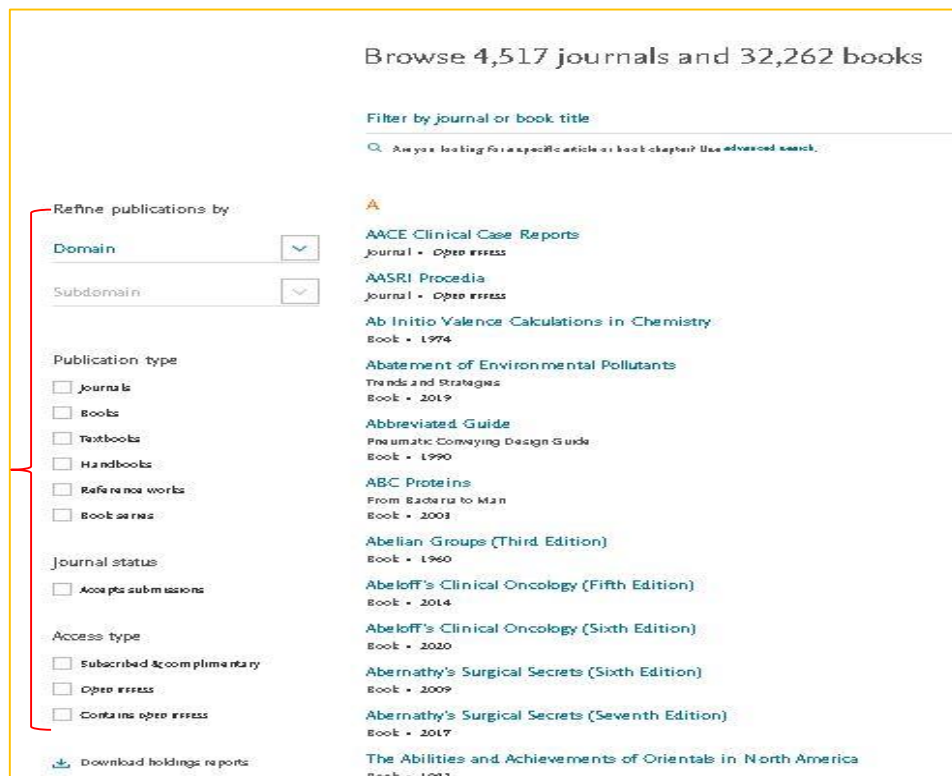 Browse 4,517 journals and 32,262 books
Filter by journal or book title
Are you looking for a specific article or book chapter? Use advanced search.
Refine publications by
Domain
Subdomain
Publication type
Journals
Books
Textbooks
Handbooks
Reference works
Book series
Journal status
Accepts submissions
Access type
Subscribed & complimentary
Open access
Contains open access
Download holdings reports
A
AACE Clinical Case Reports
Journal • Open access
AASRI Procedia
Journal • Open access
Ab Initio Valence Calculations in Chemistry
Book • 1974
Abatement of Environmental Pollutants
Trends and Strategies
Book • 2019
Abbreviated Guide
Pneumatic Conveying Design Guide
Book • 1990
ABC Proteins
From Bacteria to Man
Book • 2003
Abelian Groups (Third Edition)
Book • 1960
Abeloff's Clinical Oncology (Fifth Edition)
Book • 2014
Abeloff's Clinical Oncology (Sixth Edition)
Book • 2020
Abernathy's Surgical Secrets (Sixth Edition)
Book • 2009
Abernathy's Surgical Secrets (Seventh Edition)
Book • 2017
The Abilities and Achievements of Orientals in North America
Book •